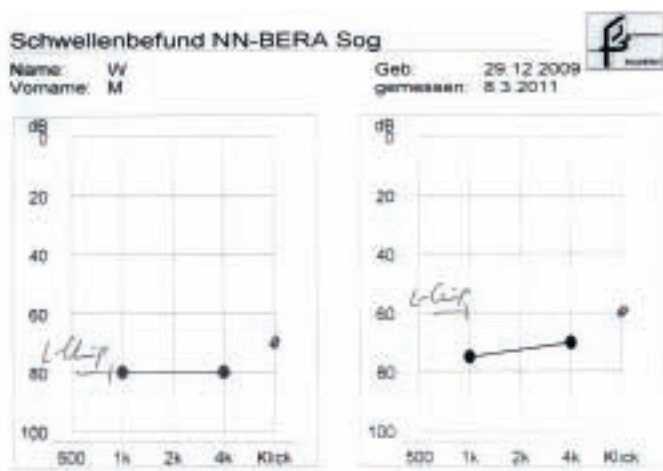 Schwellenbefund NN-BERA Sog
Name: W
Vorname: M
Geb: 29.12.2009
gemessen: 8.3.2011
dB
0
20
40
60
80
100
500 1k 2k 4k Klick
dB
0
20
40
60
80
100
500 1k 2k 4k Klick